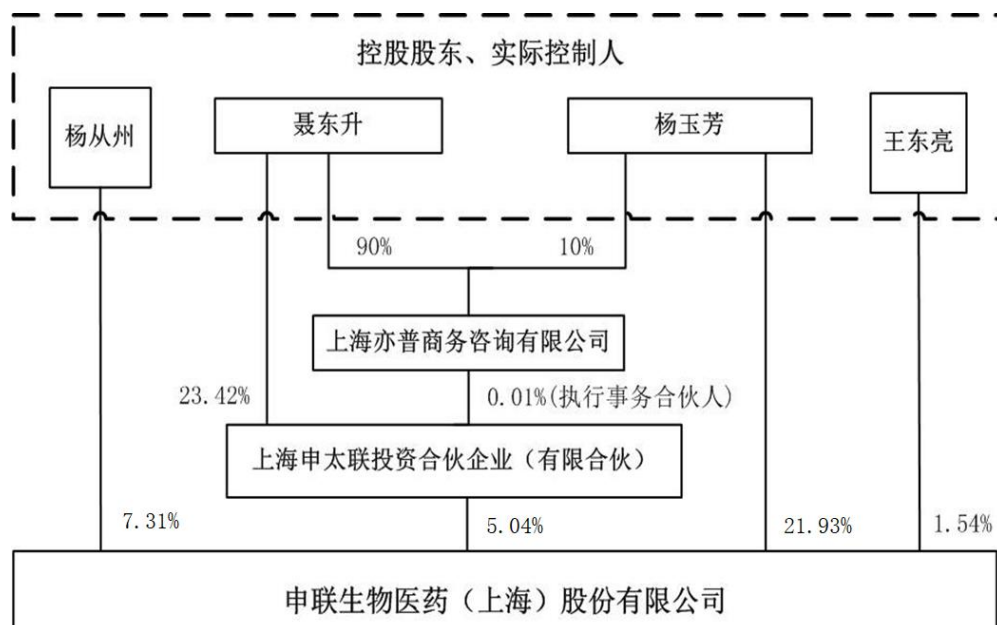 控股股东、实际控制人
杨从州
聂东升
杨玉芳
王东亮
90%
10%
上海亦普商务咨询有限公司
23.42%
0.01%(执行事务合伙人)
上海申太联投资合伙企业（有限合伙）
7.31%
5.04%
21.93%
1.54%
申联生物医药（上海）股份有限公司